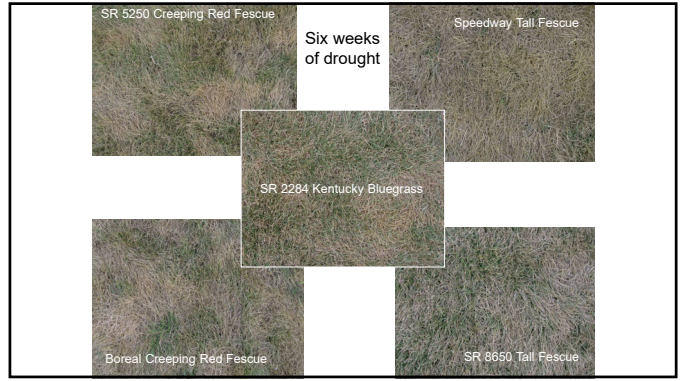 SR 5250 Creeping Red Fescue
Six weeks
of drought
Speedway Tall Fescue
SR 2284 Kentucky Bluegrass
Boreal Creeping Red Fescue
SR 8650 Tall Fescue